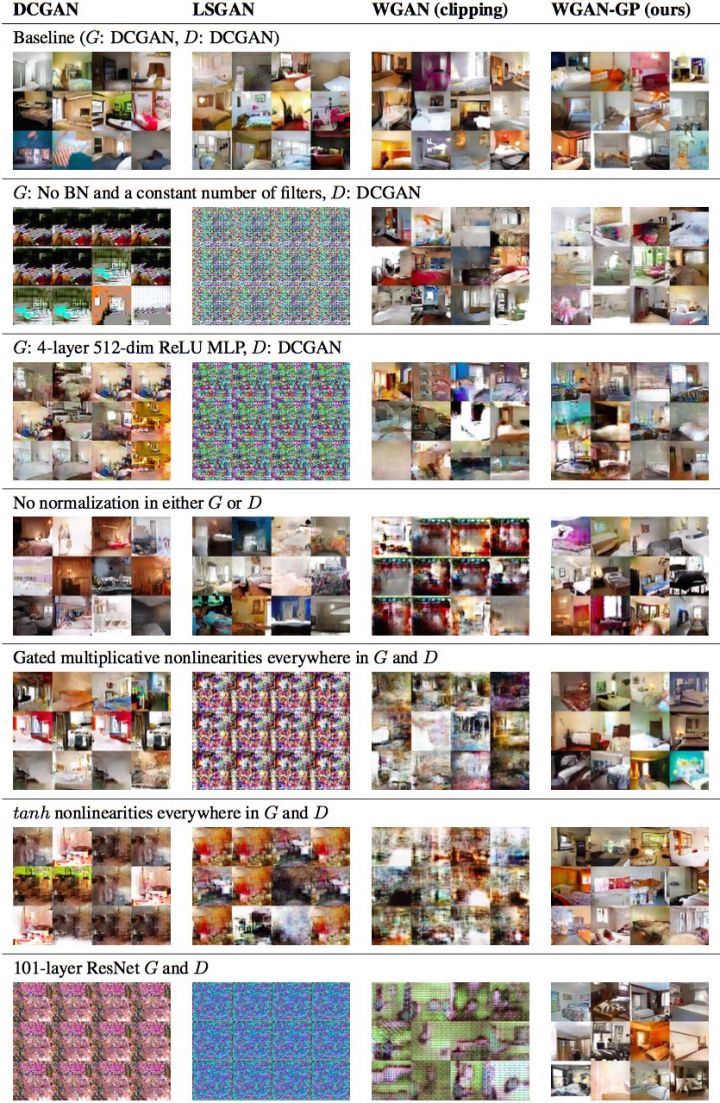 DCGAN LSGAN WGAN (clipping) WGAN-GP (ours)
Baseline (G: DCGAN, D: DCGAN)
G: No BN and a constant number of filters, D: DCGAN
G: 4-layer 512-dim ReLU MLP, D: DCGAN
No normalization in either G or D
Gated multiplicative nonlinearities everywhere in G and D
tanh nonlinearities everywhere in G and D
101-layer ResNet G and D